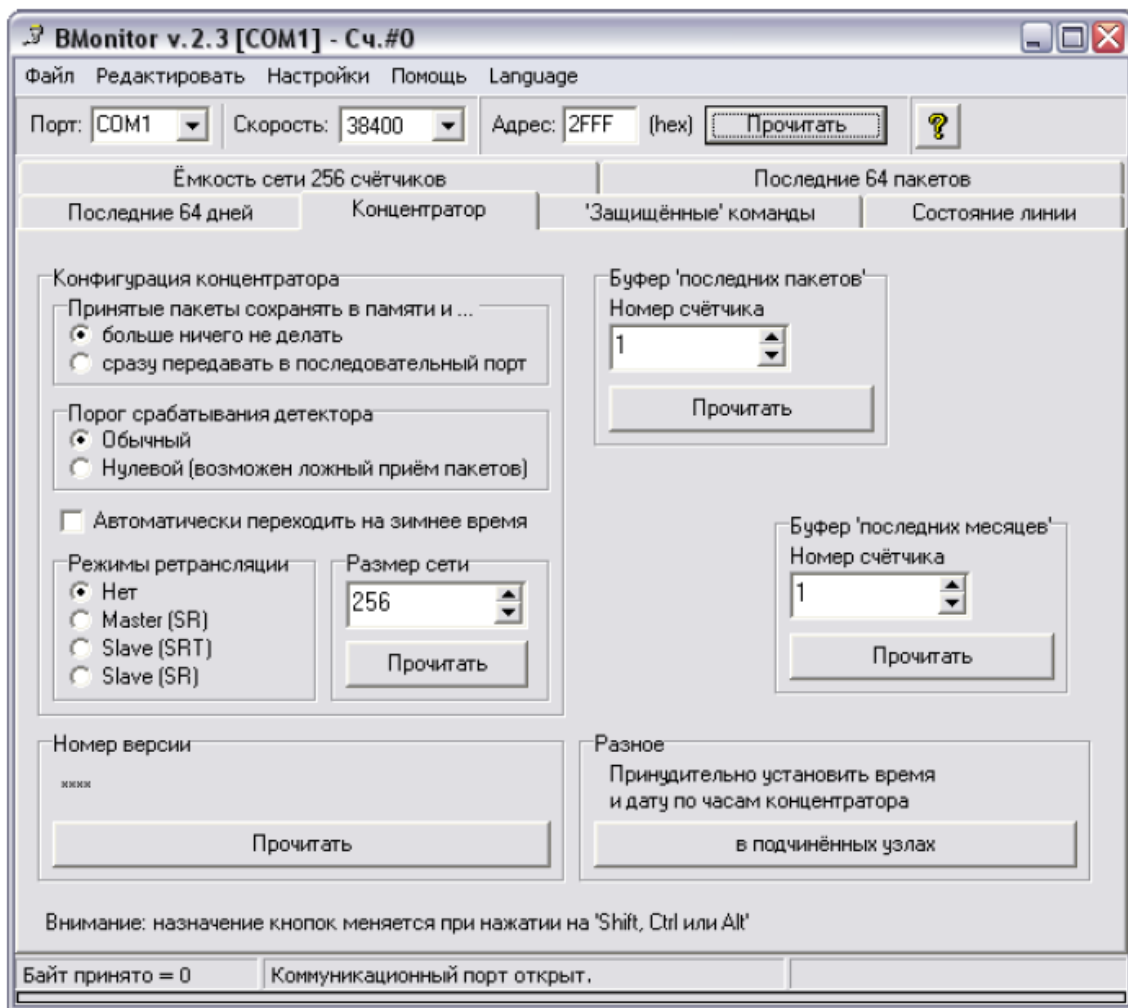 BMonitor v.2.3 [COM1] - Сч.#0
Файл Редактировать Настройки Помощь Language
Порт: COM1 Скорость: 38400 Адрес: 2FFF (hex) Прочитать ?
Ёмкость сети 256 счётчиков Последние 64 пакетов
Последние 64 дней Концентратор 'Защищённые' команды Состояние линии
Конфигурация концентратора
Принятые пакеты сохранять в памяти и ...
больше ничего не делать
сразу передавать в последовательный порт
Порог срабатывания детектора
Обычный
Нулевой (возможен ложный приём пакетов)
Автоматически переходить на зимнее время
Режимы ретрансляции
Нет
Master (SR)
Slave (SRT)
Slave (SR)
Размер сети
256
Прочитать
Буфер 'последних пакетов'
Номер счётчика
1
Прочитать
Буфер 'последних месяцев'
Номер счётчика
1
Прочитать
Номер версии
****
Прочитать
Разное
Принудительно установить время
и дату по часам концентратора
в подчинённых узлах
Внимание: назначение кнопок меняется при нажатии на 'Shift, Ctrl или Alt'
Байт принято = 0 Коммуникационный порт открыт.